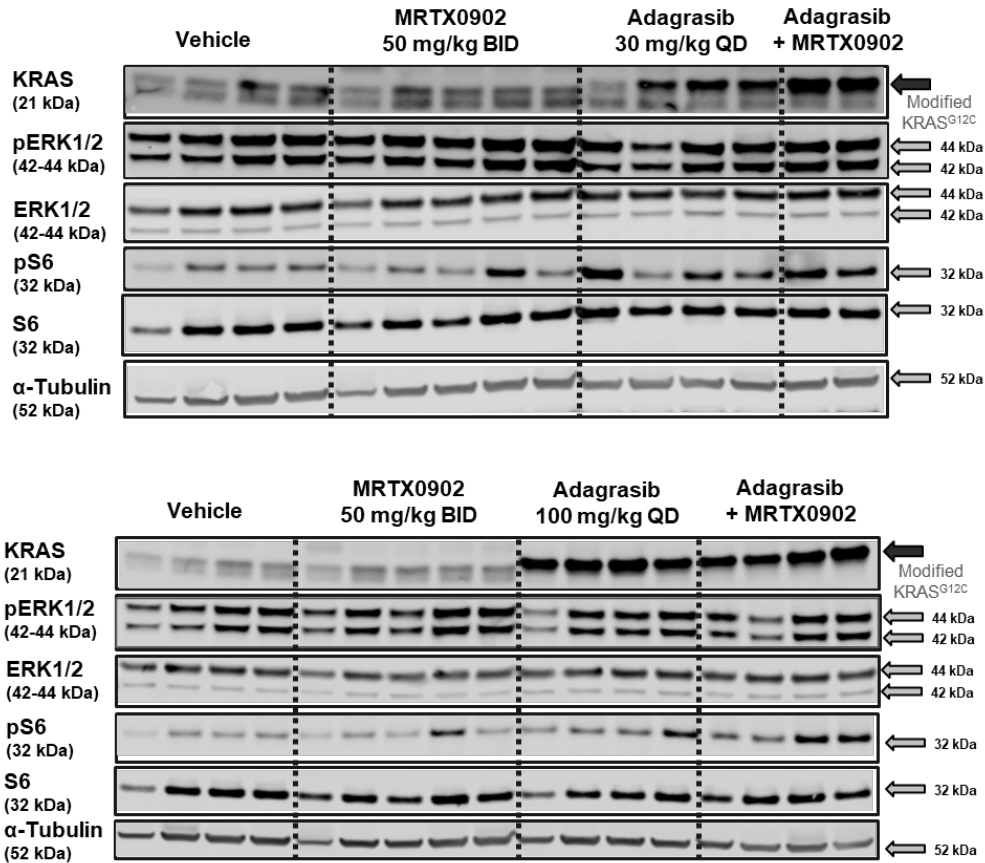 Vehicle
MRTX0902
50 mg/kg BID
Adagrasib
30 mg/kg QD
Adagrasib
+ MRTX0902
KRAS
(21 kDa)
Modified
KRASG12C
pERK1/2
(42-44 kDa)
44 kDa
42 kDa
ERK1/2
(42-44 kDa)
44 kDa
42 kDa
pS6
(32 kDa)
32 kDa
S6
(32 kDa)
32 kDa
α-Tubulin
(52 kDa)
52 kDa
Vehicle
MRTX0902
50 mg/kg BID
Adagrasib
100 mg/kg QD
Adagrasib
+ MRTX0902
KRAS
(21 kDa)
Modified
KRASG12C
pERK1/2
(42-44 kDa)
44 kDa
42 kDa
ERK1/2
(42-44 kDa)
44 kDa
42 kDa
pS6
(32 kDa)
32 kDa
S6
(32 kDa)
32 kDa
α-Tubulin
(52 kDa)
52 kDa